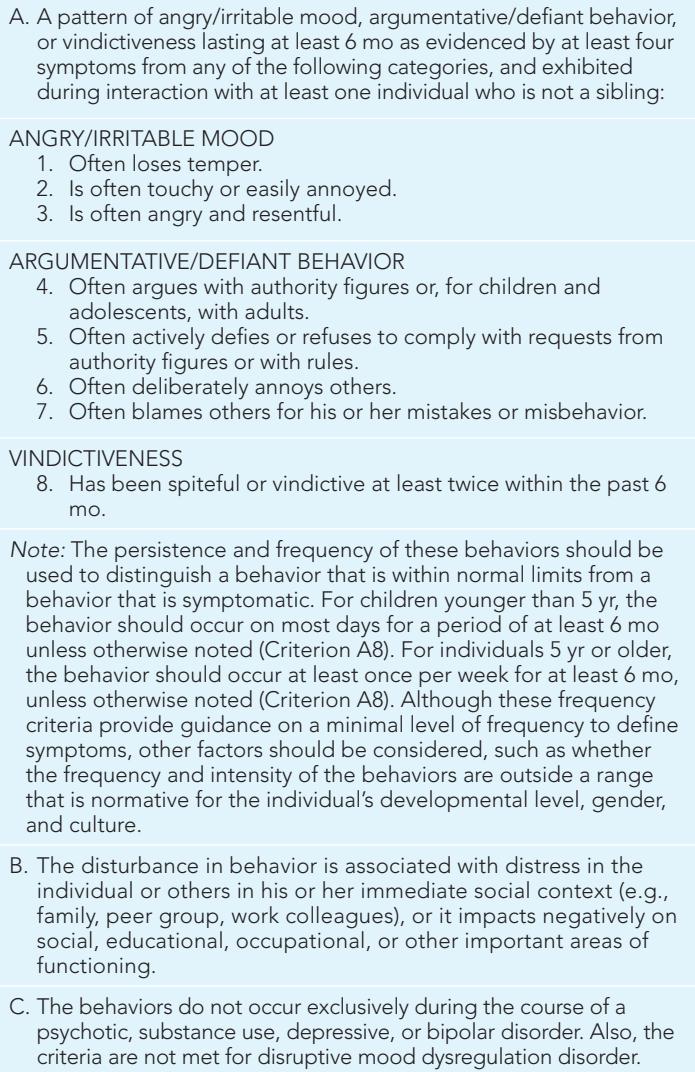 A. A pattern of angry/irritable mood, argumentative/defiant behavior,
or vindictiveness lasting at least 6 mo as evidenced by at least four
symptoms from any of the following categories, and exhibited
during interaction with at least one individual who is not a sibling:
ANGRY/IRRITABLE MOOD
1. Often loses temper.
2. Is often touchy or easily annoyed.
3. Is often angry and resentful.
ARGUMENTATIVE/DEFIANT BEHAVIOR
4. Often argues with authority figures or, for children and
adolescents, with adults.
5. Often actively defies or refuses to comply with requests from
authority figures or with rules.
6. Often deliberately annoys others.
7. Often blames others for his or her mistakes or misbehavior.
VINDICTIVENESS
8. Has been spiteful or vindictive at least twice within the past 6
mo.
Note: The persistence and frequency of these behaviors should be
used to distinguish a behavior that is within normal limits from a
behavior that is symptomatic. For children younger than 5 yr, the
behavior should occur on most days for a period of at least 6 mo
unless otherwise noted (Criterion A8). For individuals 5 yr or older,
the behavior should occur at least once per week for at least 6 mo,
unless otherwise noted (Criterion A8). Although these frequency
criteria provide guidance on a minimal level of frequency to define
symptoms, other factors should be considered, such as whether
the frequency and intensity of the behaviors are outside a range
that is normative for the individual's developmental level, gender,
and culture.
B. The disturbance in behavior is associated with distress in the
individual or others in his or her immediate social context (e.g.,
family, peer group, work colleagues), or it impacts negatively on
social, educational, occupational, or other important areas of
functioning.
C. The behaviors do not occur exclusively during the course of a
psychotic, substance use, depressive, or bipolar disorder. Also, the
criteria are not met for disruptive mood dysregulation disorder.